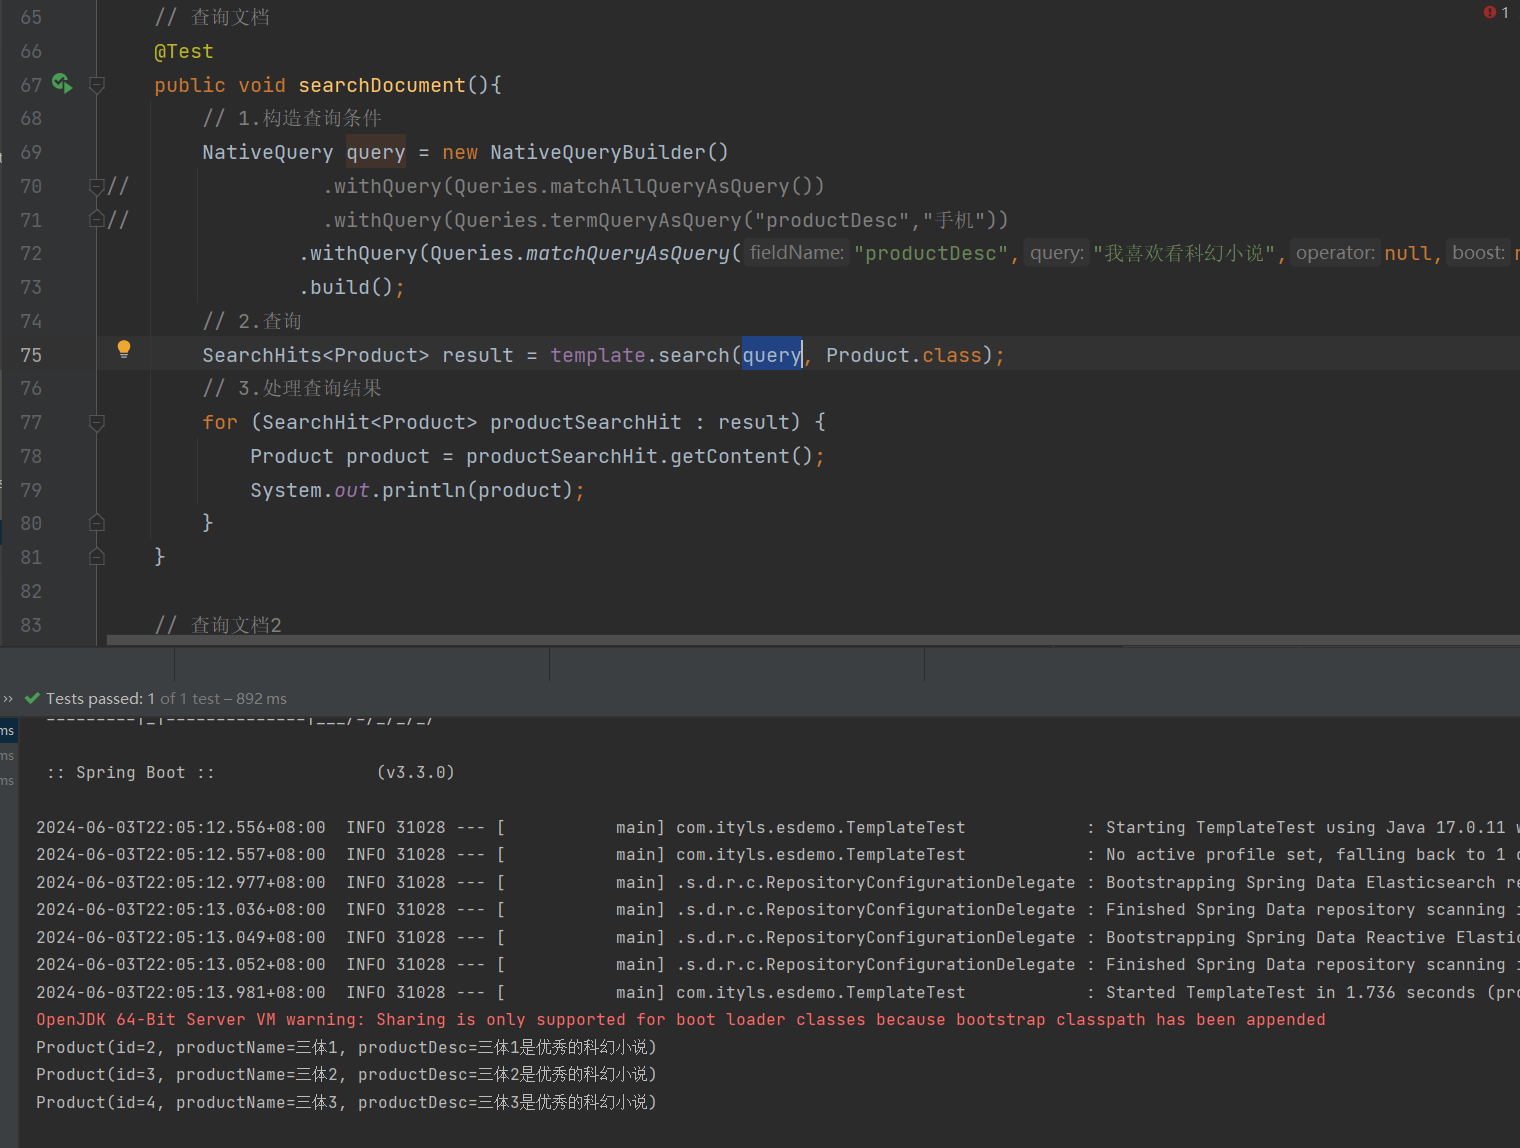 65 // 查询文档
1
66 @Test
67 public void searchDocument(){
68 // 1.构造查询条件
69 NativeQuery query = new NativeQueryBuilder()
70 // .withQuery(Queries.matchAllQueryAsQuery())
71 // .withQuery(Queries.termQueryAsQuery("productDesc","手机"))
72 .withQuery(Queries.matchQueryAsQuery( fieldName: "productDesc", query: "我喜欢看科幻小说", operator: null, boost:
73 .build();
74 // 2.查询
75 SearchHits<Product> result = template.search(query, Product.class);
76 // 3.处理查询结果
77 for (SearchHit<Product> productSearchHit : result) {
78 Product product = productSearchHit.getContent();
79 System.out.println(product);
80 }
81 }
82
83 // 查询文档2
» Tests passed: 1 of 1 test – 892 ms
ms
ms
ms
:: Spring Boot :: (v3.3.0)
2024-06-03T22:05:12.556+08:00 INFO 31028 --- [ main] com.ityls.esdemo.TemplateTest : Starting TemplateTest using Java 17.0.11
2024-06-03T22:05:12.557+08:00 INFO 31028 --- [ main] com.ityls.esdemo.TemplateTest : No active profile set, falling back to 1
2024-06-03T22:05:12.977+08:00 INFO 31028 --- [ main] .s.d.r.c.RepositoryConfigurationDelegate : Bootstrapping Spring Data Elasticsearch re
2024-06-03T22:05:13.036+08:00 INFO 31028 --- [ main] .s.d.r.c.RepositoryConfigurationDelegate : Finished Spring Data repository scanning
2024-06-03T22:05:13.049+08:00 INFO 31028 --- [ main] .s.d.r.c.RepositoryConfigurationDelegate : Bootstrapping Spring Data Reactive Elastic
2024-06-03T22:05:13.052+08:00 INFO 31028 --- [ main] .s.d.r.c.RepositoryConfigurationDelegate : Finished Spring Data repository scanning
2024-06-03T22:05:13.981+08:00 INFO 31028 --- [ main] com.ityls.esdemo.TemplateTest : Started TemplateTest in 1.736 seconds (pro
OpenJDK 64-Bit Server VM warning: Sharing is only supported for boot loader classes because bootstrap classpath has been appended
Product(id=2, productName=三体1, productDesc=三体1是优秀的科幻小说)
Product(id=3, productName=三体2, productDesc=三体2是优秀的科幻小说)
Product(id=4, productName=三体3, productDesc=三体3是优秀的科幻小说)